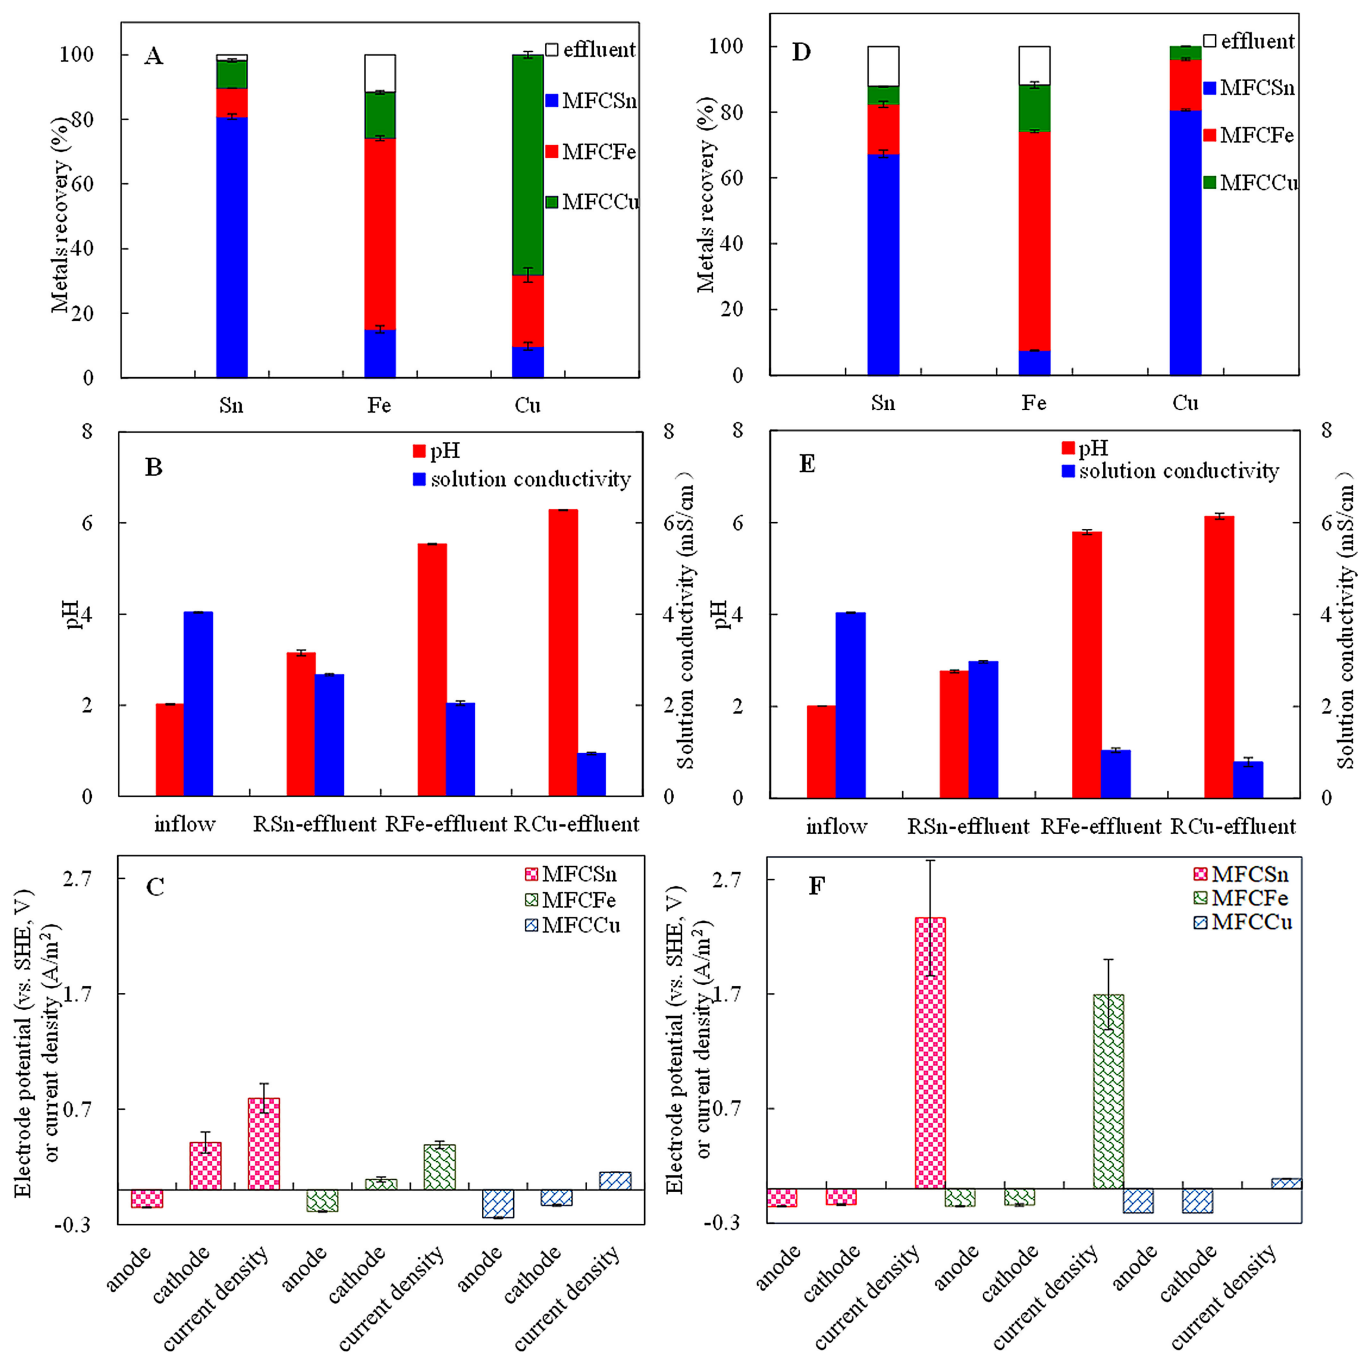 A
effluent
MFCSn
MFCFe
MFCCu
Metals recovery (%)
100
80
60
40
20
0
Sn
Fe
Cu
D
effluent
MFCSn
MFCFe
MFCCu
Metals recovery (%)
100
80
60
40
20
0
Sn
Fe
Cu
B
pH
solution conductivity
pH
8
6
4
2
0
Solution conductivity (mS/cm)
8
6
4
2
0
inflow
RSn-effluent
RFe-effluent
RCu-effluent
E
pH
solution conductivity
pH
8
6
4
2
0
Solution conductivity (mS/cm)
8
6
4
2
0
inflow
RSn-effluent
RFe-effluent
RCu-effluent
C
MFCSn
MFCFe
MFCCu
Electrode potential (vs. SHE, V)
or current density (A/m²)
2.7
1.7
0.7
-0.3
anode
cathode
current density
anode
cathode
current density
anode
cathode
current density
F
MFCSn
MFCFe
MFCCu
Electrode potential (vs. SHE, V)
or current density (A/m²)
2.7
1.7
0.7
-0.3
anode
cathode
current density
anode
cathode
current density
anode
cathode
current density